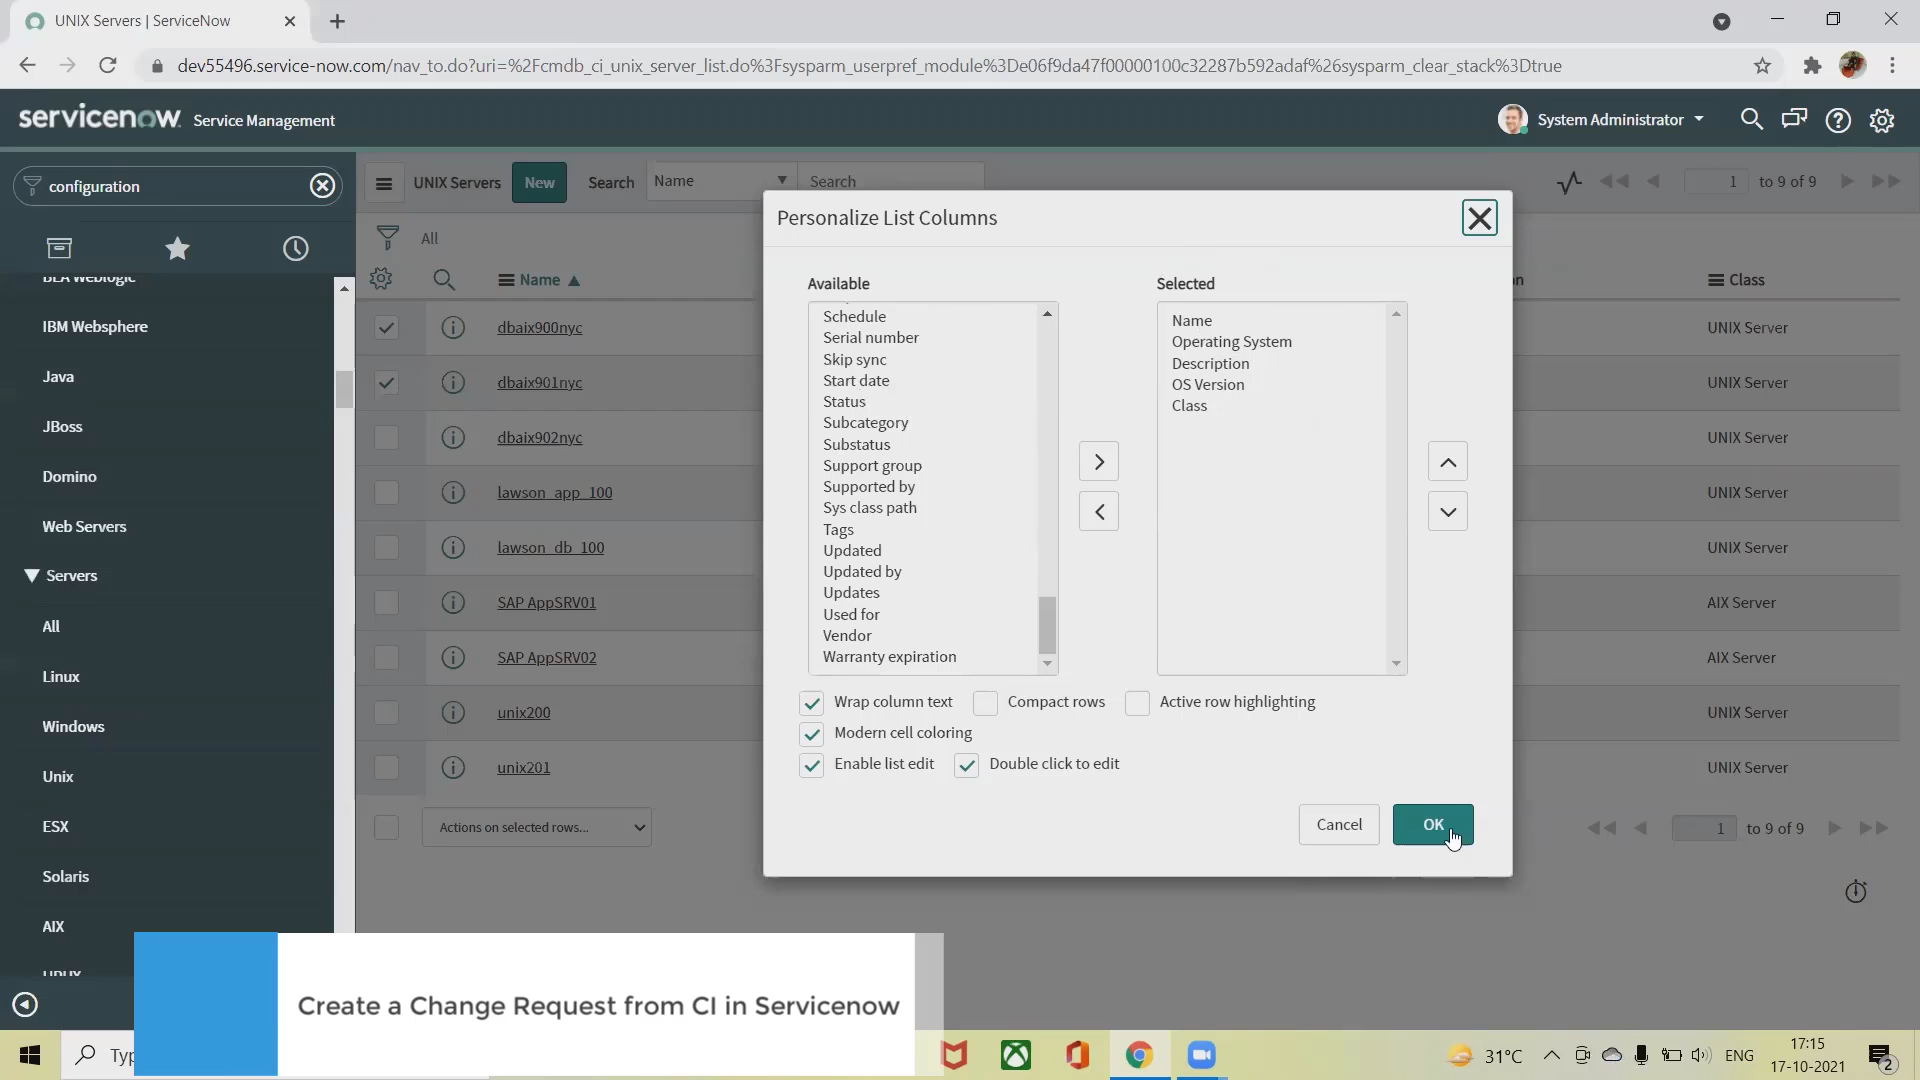 UNIX Servers | ServiceNow
dev55496.service-now.com/nav_to.do?uri=%2Fcmdb_ci_unix_server_list.do%3Fsysparm_userpref_module%3De06f9da47f00000100c32287b592adaf%26sysparm_clear_stack%3Dtrue
servicenow Service Management
System Administrator
configuration
UNIX Servers
New
Search
Name
Search
1 to 9 of 9
All
Name
Class
BEA Weblogic
IBM Websphere
Java
JBoss
Domino
Web Servers
Servers
All
Linux
Windows
Unix
ESX
Solaris
AIX
dbaix900nyc UNIX Server
dbaix901nyc UNIX Server
dbaix902nyc UNIX Server
lawson_app_100 UNIX Server
lawson_db_100 UNIX Server
SAP AppSRV01 AIX Server
SAP AppSRV02 AIX Server
unix200 UNIX Server
unix201 UNIX Server
Actions on selected rows...
1 to 9 of 9
Personalize List Columns
Available
Schedule
Serial number
Skip sync
Start date
Status
Subcategory
Substatus
Support group
Supported by
Sys class path
Tags
Updated
Updated by
Updates
Used for
Vendor
Warranty expiration
Selected
Name
Operating System
Description
OS Version
Class
Wrap column text
Compact rows
Active row highlighting
Modern cell coloring
Enable list edit
Double click to edit
Cancel
OK
Create a Change Request from CI in Servicenow
31°C
ENG
17:15
17-10-2021
2